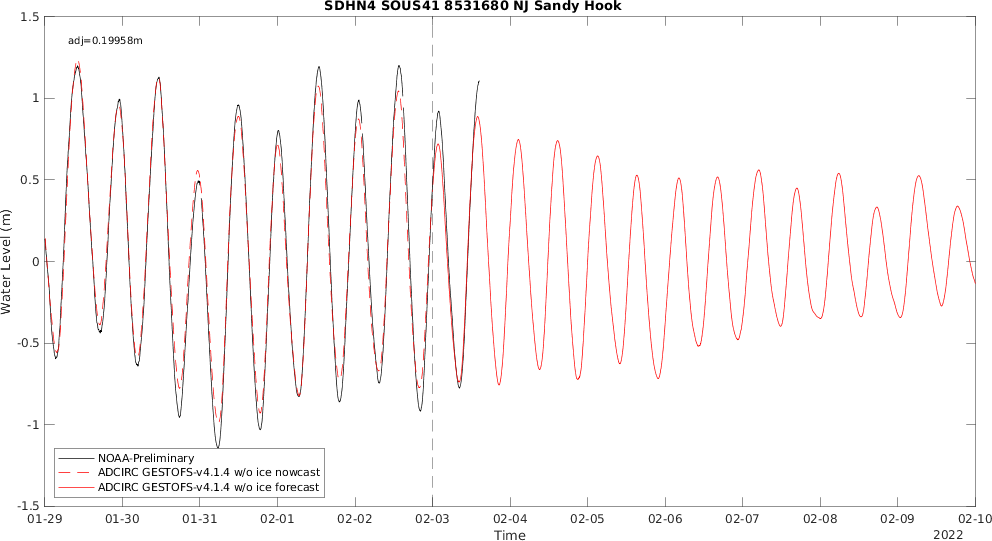 SDHN4 SOUS41 8531680 NJ Sandy Hook
adj=0.19958m
1.5
1
0.5
0
-0.5
-1
-1.5
Water Level (m)
NOAA-Preliminary
ADCIRC GESTOFS-v4.1.4 w/o ice nowcast
ADCIRC GESTOFS-v4.1.4 w/o ice forecast
01-29 01-30 01-31 02-01 02-02 02-03 02-04 02-05 02-06 02-07 02-08 02-09 02-10
Time
2022